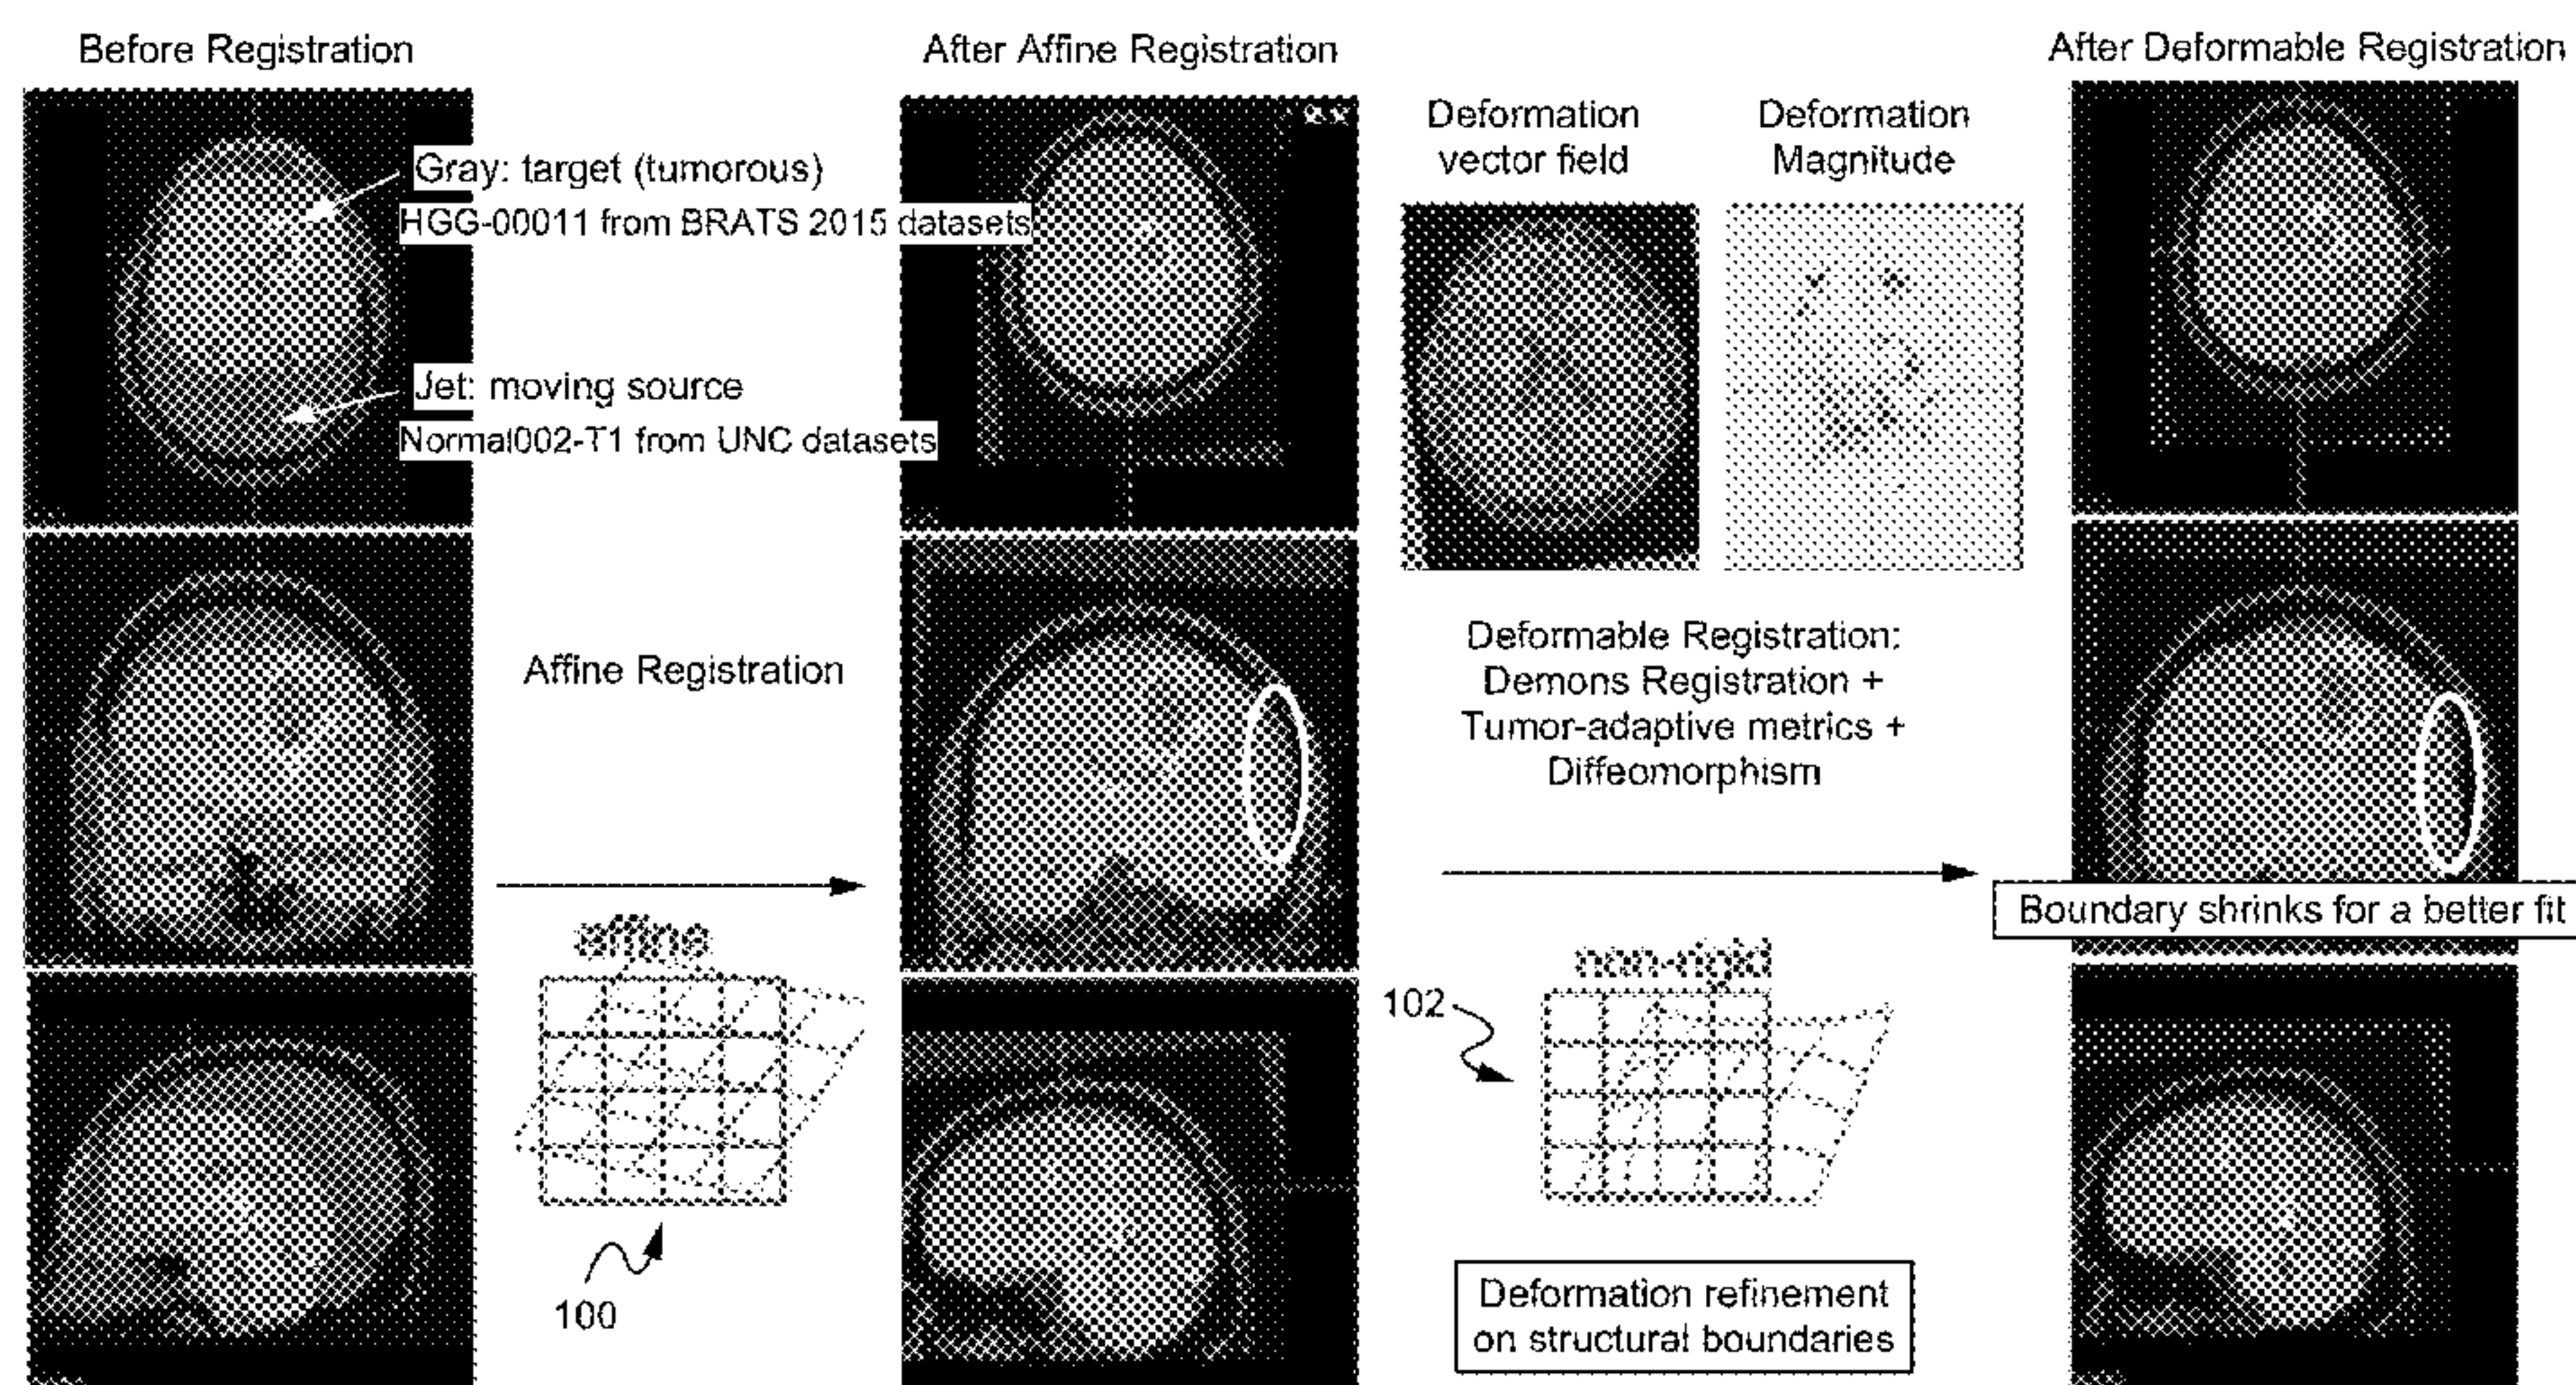 Before Registration
Gray: target (tumorous)
HGG-00011 from BRATS 2015 datasets
Jet: moving source
Normal002-T1 from UNC datasets
Affine Registration
affine
100
After Affine Registration
Deformation
vector field
Deformation
Magnitude
Deformable Registration:
Demons Registration +
Tumor-adaptive metrics +
Diffeomorphism
non-rigid
102
Deformation refinement
on structural boundaries
After Deformable Registration
Boundary shrinks for a better fit